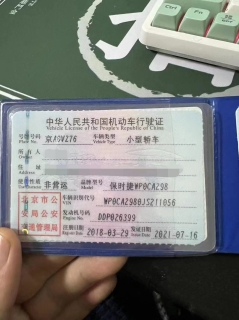 Ctrl
Fn
中华人民共和国机动车行驶证
Vehicle License of the People's Republic of China
号牌号码 京A0VZ76 车辆类型 小型轿车
Plate No. Vehicle Type
所有人
住址
使用性质 非营运 品牌型号 保时捷WP0CA298
Model
北京市公安局公安交通管理局
车辆识别代号 WP0CA2980JS211056
VIN
发动机号码 DDP026399
Engine No.
注册日期 2018-03-29 发证日期 2021-07-16
Register Date Issue Date